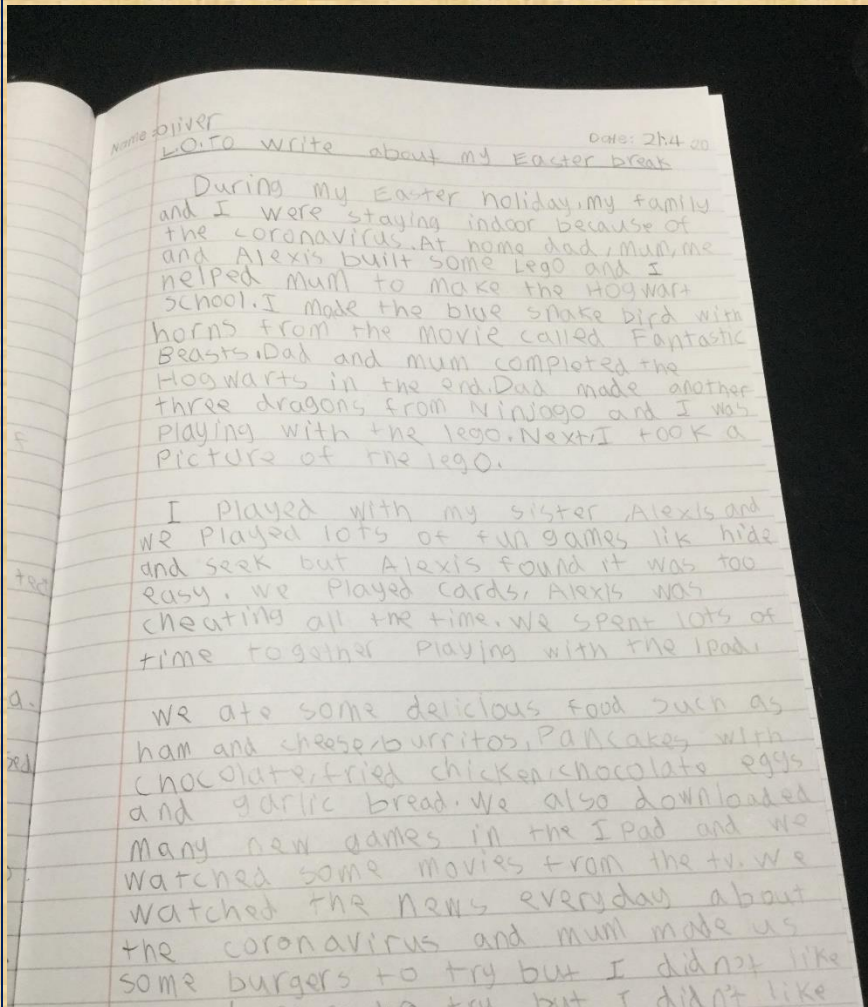 Name: Oliver
Date: 21.4.20
L.O. To write about my Easter break
During my Easter holiday, my family
and I were staying indoor because of
the coronavirus. At home dad, mum, me
and Alexis built some Lego and I
helped mum to make the Hogwart
school. I made the blue snake bird with
horns from the movie called Fantastic
Beasts. Dad and mum completed the
Hogwarts in the end. Dad made another
three dragons from Ninjago and I was
playing with the lego. Next, I took a
picture of the lego.
I played with my sister, Alexis and
we played lots of fun games lik hide
and seek but Alexis found it was too
easy. We played cards, Alexis was
cheating all the time. We spent lots of
time together playing with the ipad.
We ate some delicious food such as
ham and cheese, burritos, pancakes with
chocolate, fried chicken, chocolate eggs
and garlic bread. We also downloaded
many new games in the I pad and we
watched some movies from the tv. We
watched the news everyday about
the coronavirus and mum made us
some burgers to try but I didn't like